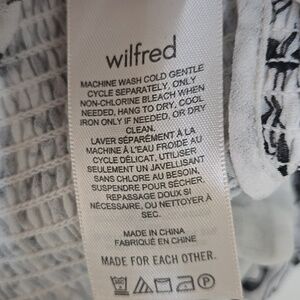 wilfred
MACHINE WASH COLD GENTLE
CYCLE SEPARATELY, ONLY
NON-CHLORINE BLEACH WHEN
NEEDED, HANG TO DRY, COOL
IRON ONLY IF NEEDED, OR DRY
CLEAN.
LAVER SÉPARÉMENT À LA
MACHINE À L'EAU FROIDE AU
CYCLE DÉLICAT, UTILISER
SEULEMENT UN JAVELLISANT
SANS CHLORE AU BESOIN,
SUSPENDRE POUR SÉCHER,
REPASSAGE DOUX SI
NÉCESSAIRE, OU NETTOYER À
SEC.
MADE IN CHINA
FABRIQUÉ EN CHINE
MADE FOR EACH OTHER.